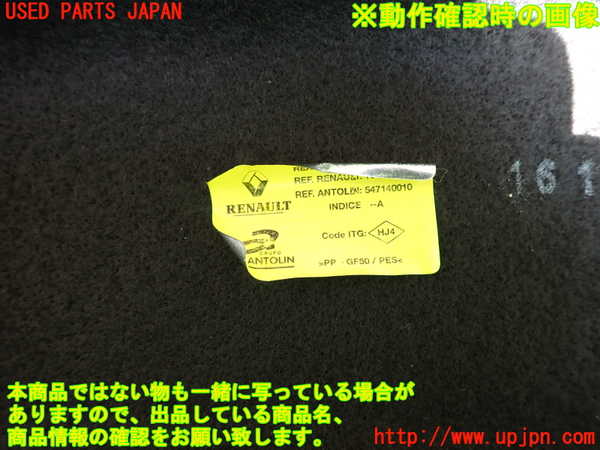 USED PARTS JAPAN
※動作確認時の画像
REF. RENAULT:
REF. ANTOLIN: 547140010
RENAULT
INDICE --A
Code ITG: HJ4
GRUPO
ANTOLIN
>PP - GF50 / PES<
161
本商品ではない物も一緒に写っている場合が
ありますので、出品している商品名、
商品情報の確認をお願い致します。
http://www.upjpn.com/